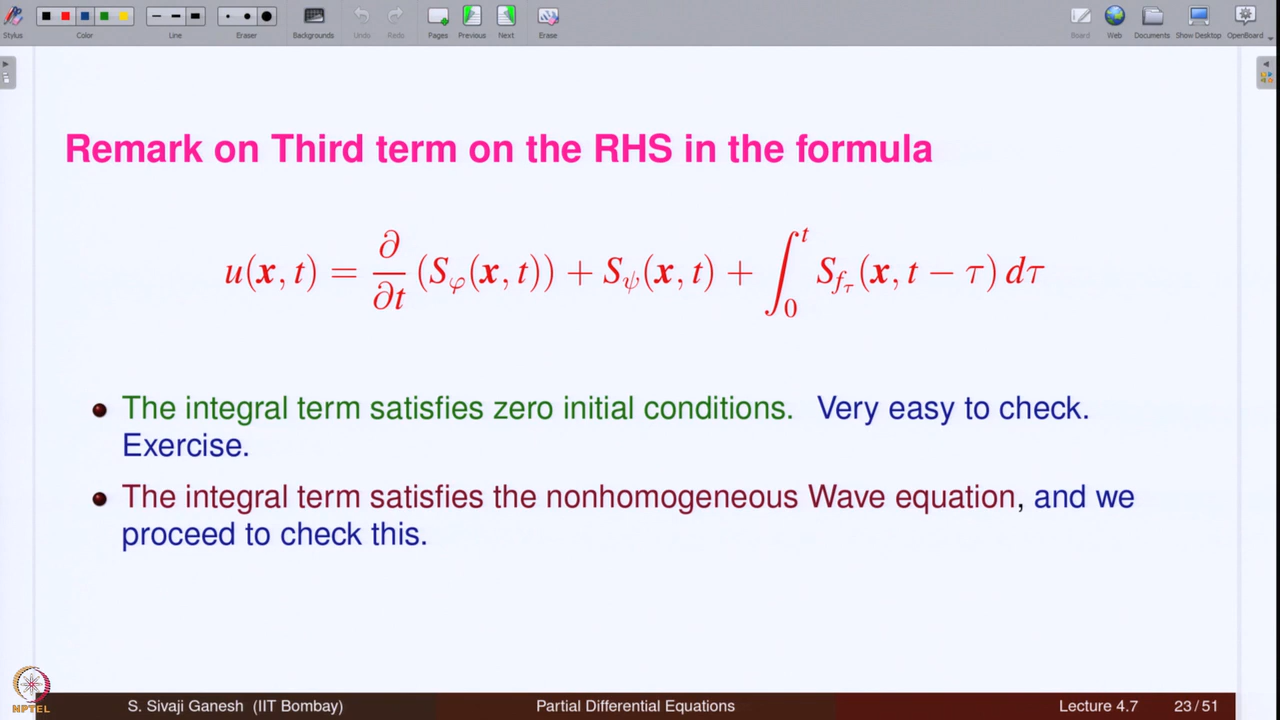 Stylus
Color
Line
Eraser
Backgrounds
Undo
Redo
Pages
Previous
Next
Erase
Board
Web
Documents
Show Desktop
OpenBoard
Remark on Third term on the RHS in the formula
u(x, t) = ∂/∂t (S_φ(x, t)) + S_ψ(x, t) + ∫₀ᵗ S_{f_τ}(x, t − τ) dτ
The integral term satisfies zero initial conditions. Very easy to check.
Exercise.
The integral term satisfies the nonhomogeneous Wave equation, and we
proceed to check this.
NPTEL
S. Sivaji Ganesh (IIT Bombay)
Partial Differential Equations
Lecture 4.7
23/51